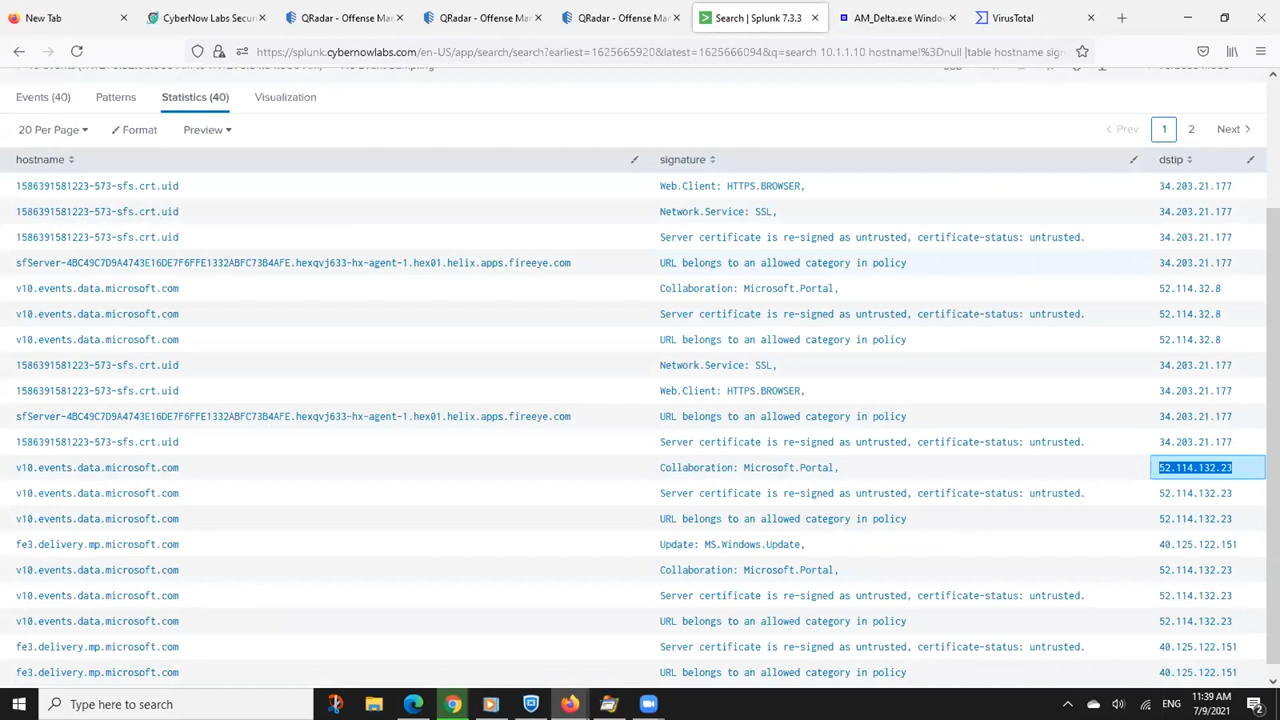 New Tab
CyberNow Labs Securi
QRadar - Offense Mar
QRadar - Offense Mar
QRadar - Offense Mar
Search | Splunk 7.3.3
AM_Delta.exe Window
VirusTotal
https://splunk.cybernowlabs.com/en-US/app/search/search?earliest=1625665920&latest=1625666094&q=search 10.1.1.10 hostname!%3Dnull |table hostname sign
Events (40) Patterns Statistics (40) Visualization
20 Per Page Format Preview Prev 1 2 Next
hostname signature dstip
1586391581223-573-sfs.crt.uid Web.Client: HTTPS.BROWSER, 34.203.21.177
1586391581223-573-sfs.crt.uid Network.Service: SSL, 34.203.21.177
1586391581223-573-sfs.crt.uid Server certificate is re-signed as untrusted, certificate-status: untrusted. 34.203.21.177
sfServer-4BC49C7D9A4743E16DE7F6FFE1332ABFC73B4AFE.hexqvj633-hx-agent-1.hex01.helix.apps.fireeye.com URL belongs to an allowed category in policy 34.203.21.177
v10.events.data.microsoft.com Collaboration: Microsoft.Portal, 52.114.32.8
v10.events.data.microsoft.com Server certificate is re-signed as untrusted, certificate-status: untrusted. 52.114.32.8
v10.events.data.microsoft.com URL belongs to an allowed category in policy 52.114.32.8
1586391581223-573-sfs.crt.uid Network.Service: SSL, 34.203.21.177
1586391581223-573-sfs.crt.uid Web.Client: HTTPS.BROWSER, 34.203.21.177
sfServer-4BC49C7D9A4743E16DE7F6FFE1332ABFC73B4AFE.hexqvj633-hx-agent-1.hex01.helix.apps.fireeye.com URL belongs to an allowed category in policy 34.203.21.177
1586391581223-573-sfs.crt.uid Server certificate is re-signed as untrusted, certificate-status: untrusted. 34.203.21.177
v10.events.data.microsoft.com Collaboration: Microsoft.Portal, 52.114.132.23
v10.events.data.microsoft.com Server certificate is re-signed as untrusted, certificate-status: untrusted. 52.114.132.23
v10.events.data.microsoft.com URL belongs to an allowed category in policy 52.114.132.23
fe3.delivery.mp.microsoft.com Update: MS.Windows.Update, 40.125.122.151
v10.events.data.microsoft.com Collaboration: Microsoft.Portal, 52.114.132.23
v10.events.data.microsoft.com Server certificate is re-signed as untrusted, certificate-status: untrusted. 52.114.132.23
v10.events.data.microsoft.com URL belongs to an allowed category in policy 52.114.132.23
fe3.delivery.mp.microsoft.com Server certificate is re-signed as untrusted, certificate-status: untrusted. 40.125.122.151
fe3.delivery.mp.microsoft.com URL belongs to an allowed category in policy 40.125.122.151
Type here to search
ENG
11:39 AM
7/9/2021
2